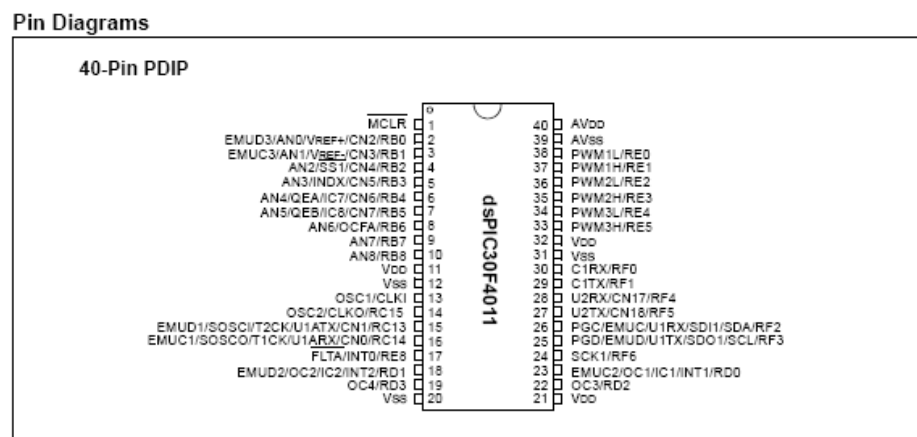 Pin Diagrams
40-Pin PDIP
MCLR 1 40 AVDD
EMUD3/AN0/VREF+/CN2/RB0 2 39 AVSS
EMUC3/AN1/VREF-/CN3/RB1 3 38 PWM1L/RE0
AN2/SS1/CN4/RB2 4 37 PWM1H/RE1
AN3/INDX/CN5/RB3 5 36 PWM2L/RE2
AN4/QEA/IC7/CN6/RB4 6 35 PWM2H/RE3
AN5/QEB/IC8/CN7/RB5 7 34 PWM3L/RE4
AN6/OCFA/RB6 8 33 PWM3H/RE5
AN7/RB7 9 32 VDD
AN8/RB8 10 31 VSS
VDD 11 30 C1RX/RF0
VSS 12 29 C1TX/RF1
OSC1/CLKI 13 28 U2RX/CN17/RF4
OSC2/CLKO/RC15 14 27 U2TX/CN18/RF5
EMUD1/SOSCI/T2CK/U1ATX/CN1/RC13 15 26 PGC/EMUC/U1RX/SDI1/SDA/RF2
EMUC1/SOSCO/T1CK/U1ARX/CN0/RC14 16 25 PGD/EMUD/U1TX/SDO1/SCL/RF3
FLTA/INT0/RE8 17 24 SCK1/RF6
EMUD2/OC2/IC2/INT2/RD1 18 23 EMUC2/OC1/IC1/INT1/RD0
OC4/RD3 19 22 OC3/RD2
VSS 20 21 VDD
dsPIC30F4011